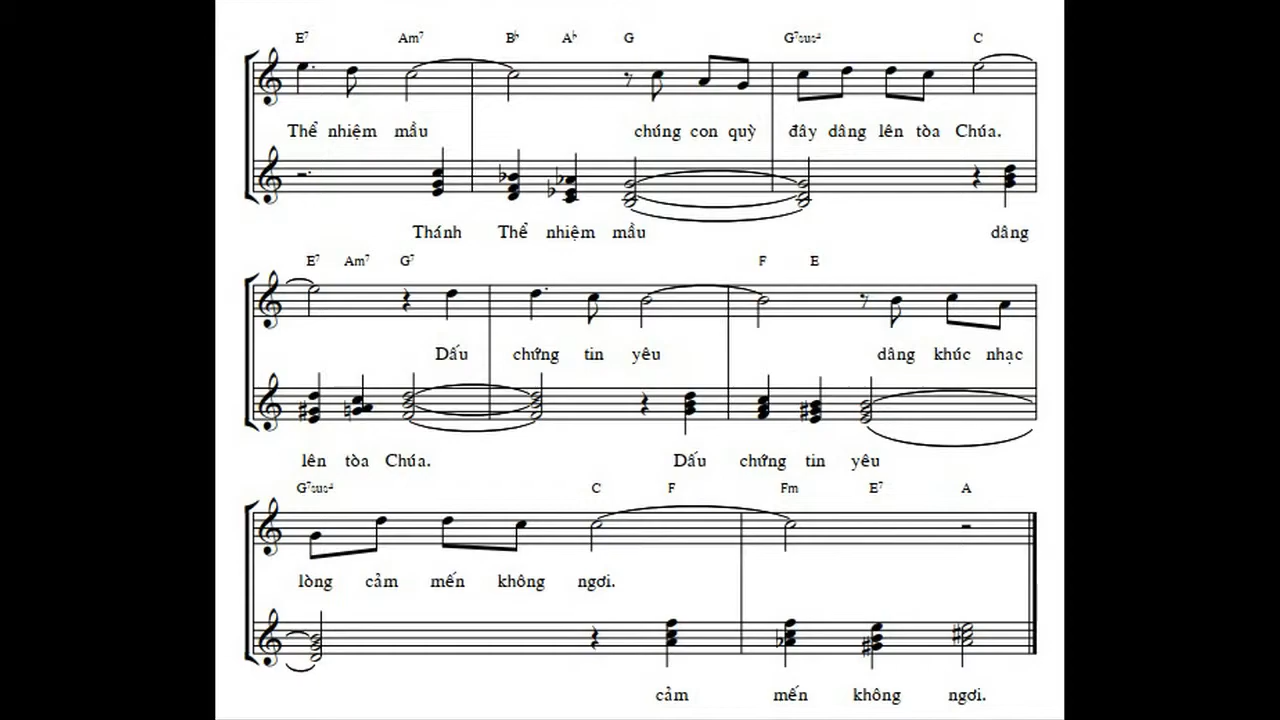 E7 Am7 Bb Ab G G7sus4 C
Thể nhiệm mầu chúng con quỳ đây dâng lên tòa Chúa.
Thánh Thể nhiệm mầu dâng
E7 Am7 G7 F E
Dấu chứng tin yêu dâng khúc nhạc
lên tòa Chúa. Dấu chứng tin yêu
G7sus4 C F Fm E7 A
lòng cảm mến không ngơi.
cảm mến không ngơi.